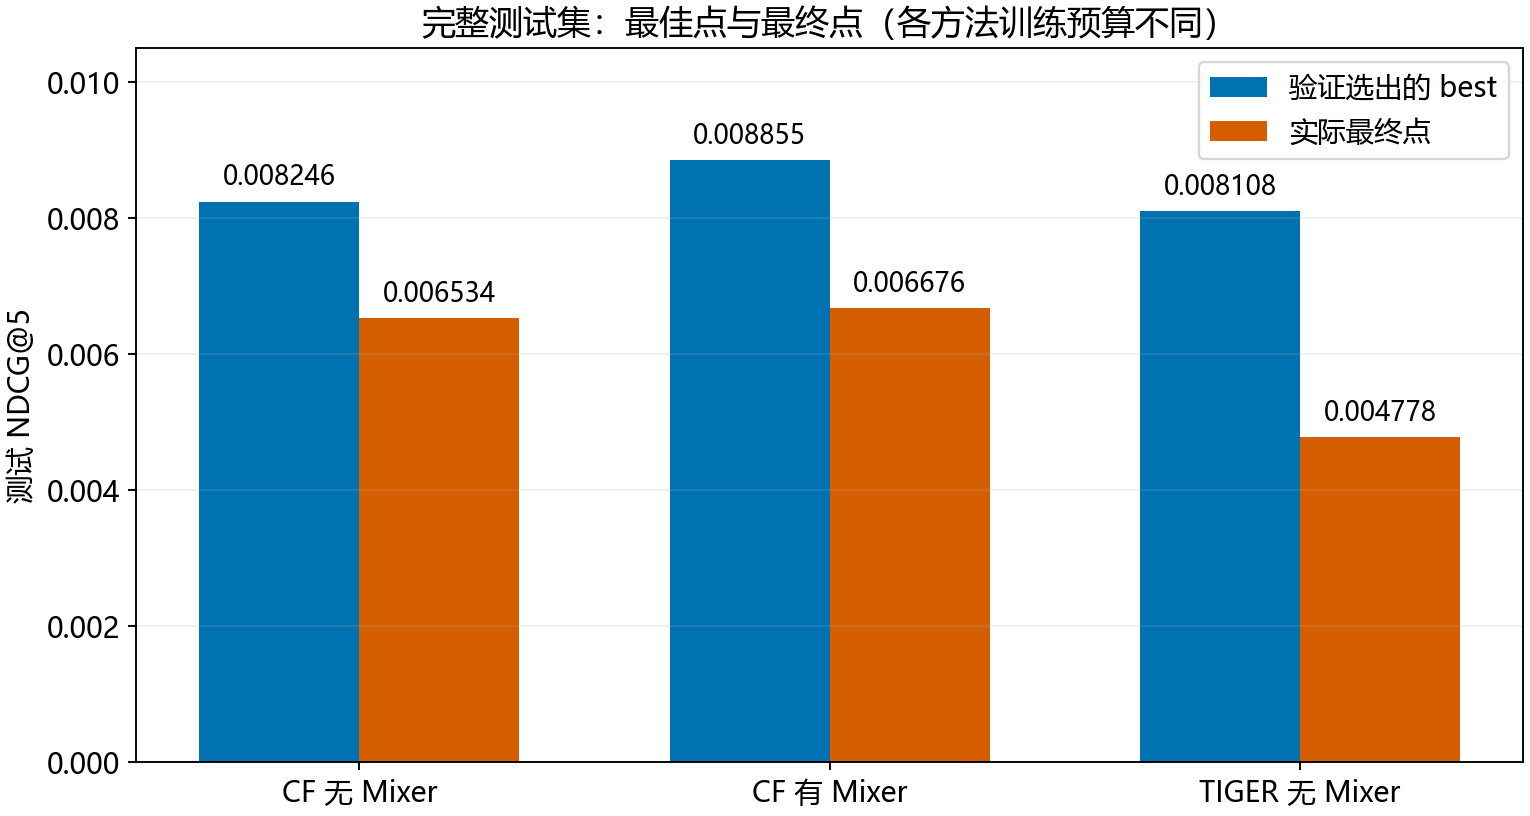 完整测试集：最佳点与最终点（各方法训练预算不同）
验证选出的 best
实际最终点
测试 NDCG@5
0.010
0.008
0.006
0.004
0.002
0.000
0.008246
0.006534
0.008855
0.006676
0.008108
0.004778
CF 无 Mixer
CF 有 Mixer
TIGER 无 Mixer